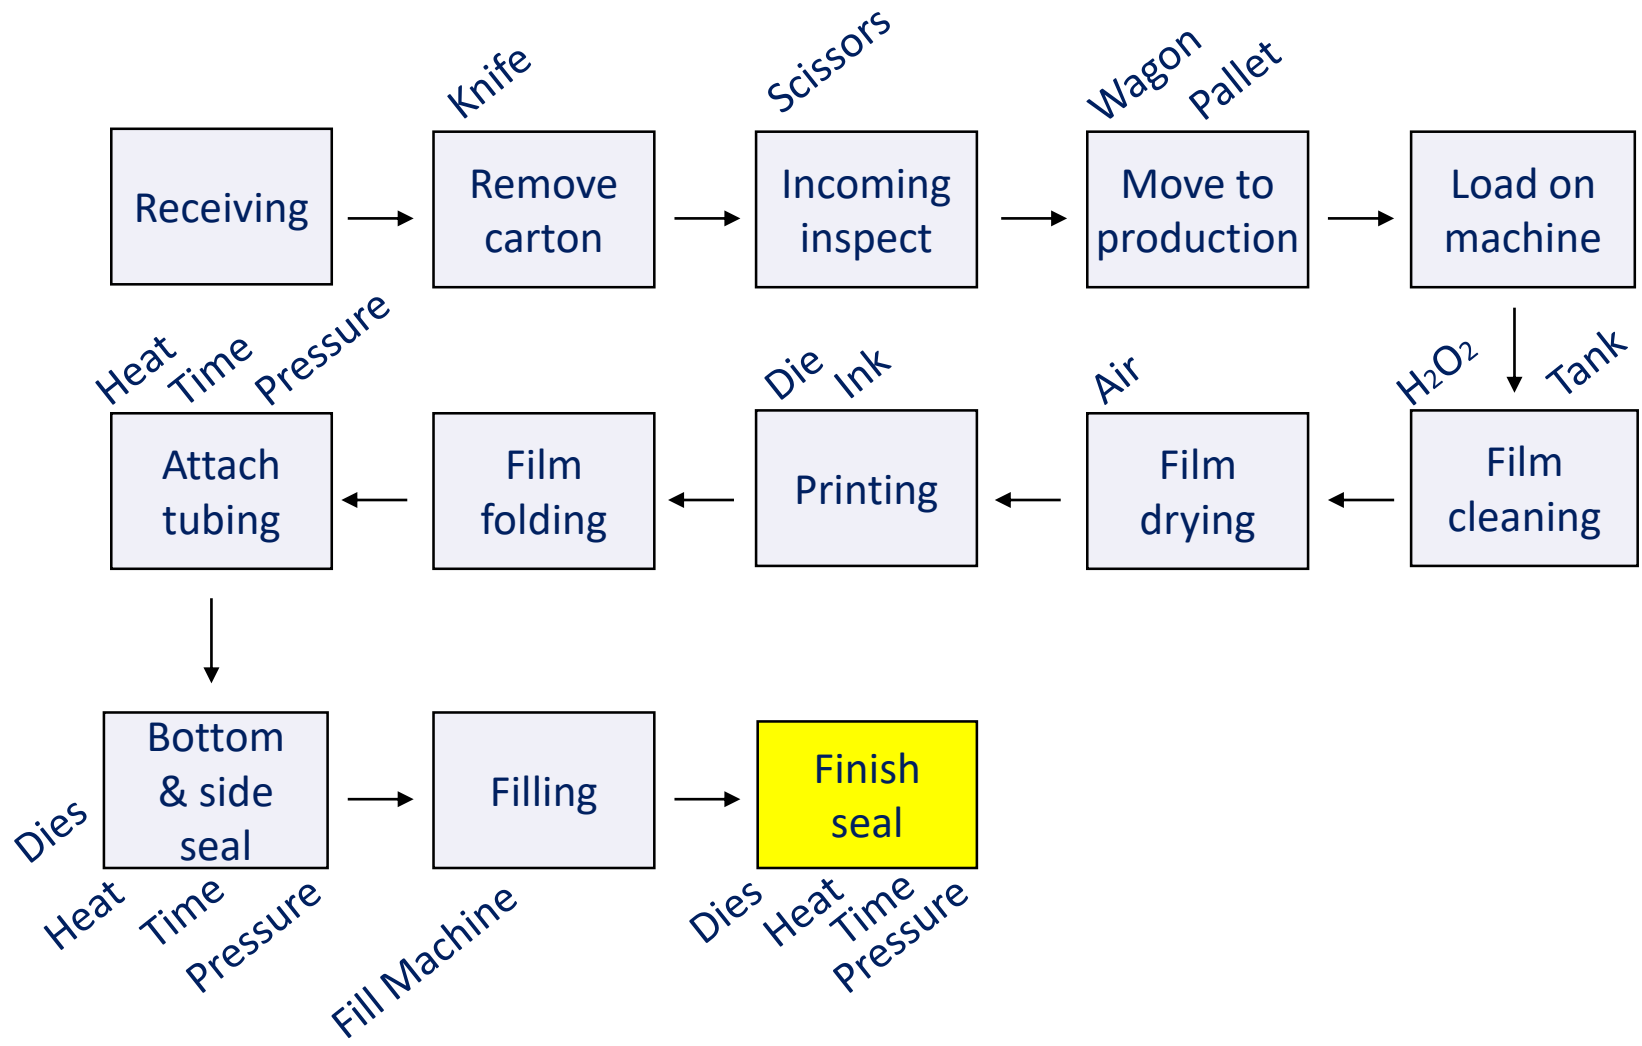 Knife
Scissors
Wagon
Pallet
Receiving
Remove
carton
Incoming
inspect
Move to
production
Load on
machine
Heat
Time
Pressure
Die
Ink
Air
H₂O₂
Tank
Attach
tubing
Film
folding
Printing
Film
drying
Film
cleaning
Dies
Bottom
& side
seal
Filling
Finish
seal
Heat
Time
Pressure
Fill Machine
Dies
Heat
Time
Pressure